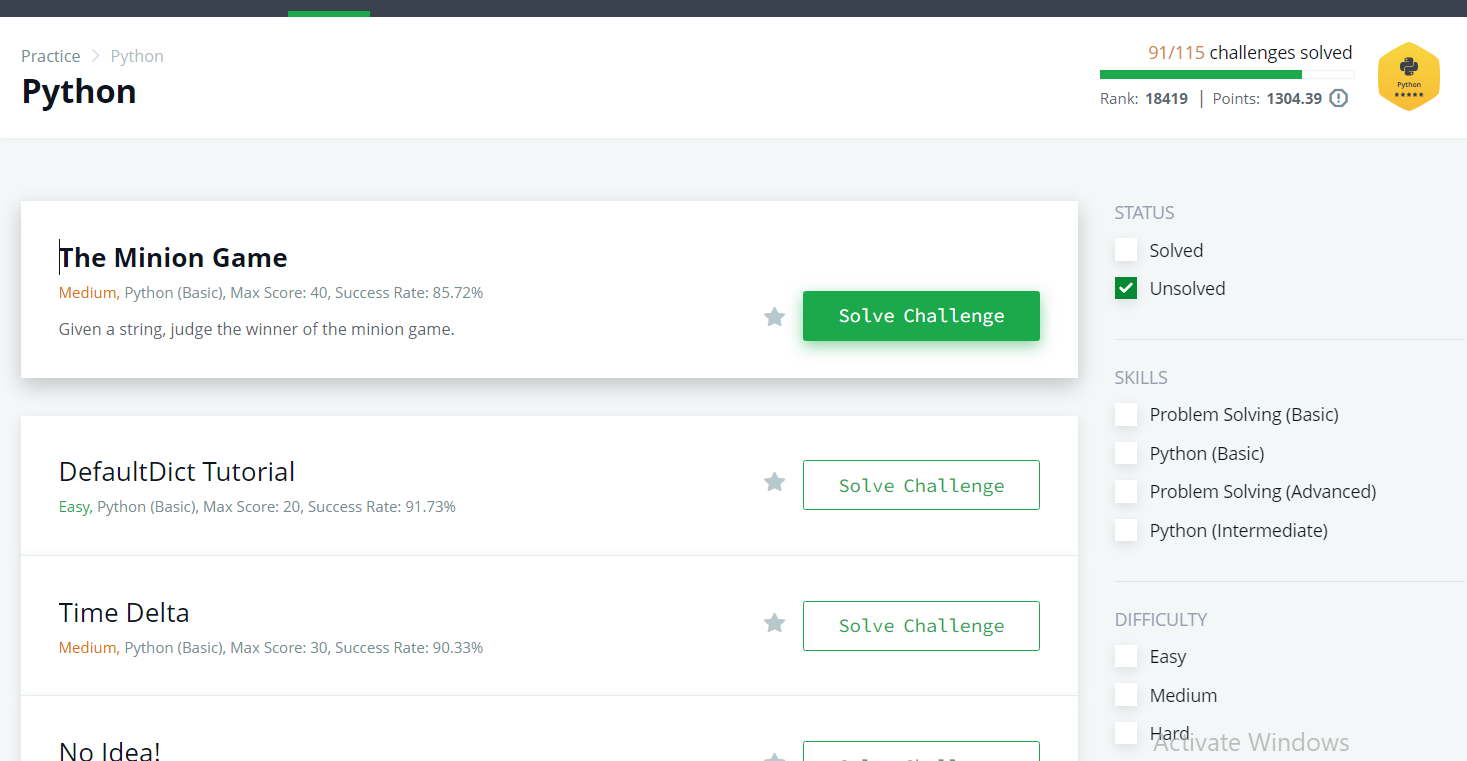 Practice > Python
Python
91/115 challenges solved
Rank: 18419 | Points: 1304.39
Python
The Minion Game
Medium, Python (Basic), Max Score: 40, Success Rate: 85.72%
Given a string, judge the winner of the minion game.
Solve Challenge
DefaultDict Tutorial
Easy, Python (Basic), Max Score: 20, Success Rate: 91.73%
Solve Challenge
Time Delta
Medium, Python (Basic), Max Score: 30, Success Rate: 90.33%
Solve Challenge
No Idea!
STATUS
Solved
Unsolved
SKILLS
Problem Solving (Basic)
Python (Basic)
Problem Solving (Advanced)
Python (Intermediate)
DIFFICULTY
Easy
Medium
Hard
Activate Windows